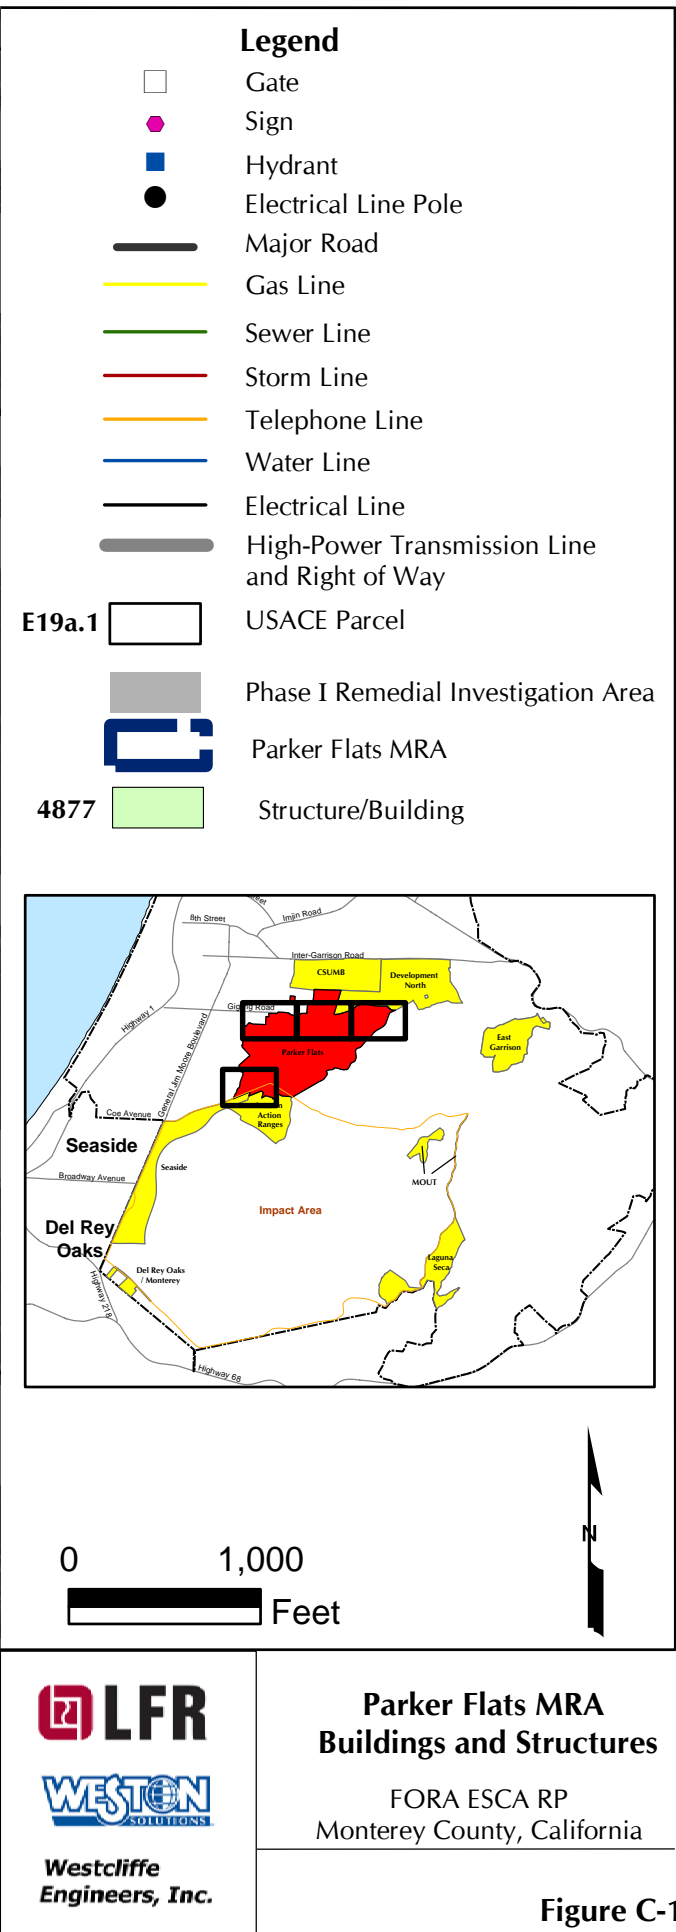 Legend
Gate
Sign
Hydrant
Electrical Line Pole
Major Road
Gas Line
Sewer Line
Storm Line
Telephone Line
Water Line
Electrical Line
High-Power Transmission Line
and Right of Way
E19a.1 USACE Parcel
Phase I Remedial Investigation Area
Parker Flats MRA
4877 Structure/Building
8th Street
Imjin Road
Inter-Garrison Road
CSUMB
Development
North
Highway 1
General Jim Moore Boulevard
Parker Flats
East
Garrison
Coe Avenue
Action
Ranges
Seaside
Seaside
Broadway Avenue
MOUT
Impact Area
Del Rey
Oaks
Del Rey Oaks
/ Monterey
Laguna
Seca
Highway 218
Highway 68
N
0 1,000
Feet
LFR
WESTON
SOLUTIONS
Westcliffe
Engineers, Inc.
Parker Flats MRA
Buildings and Structures
FORA ESCA RP
Monterey County, California
Figure C-1